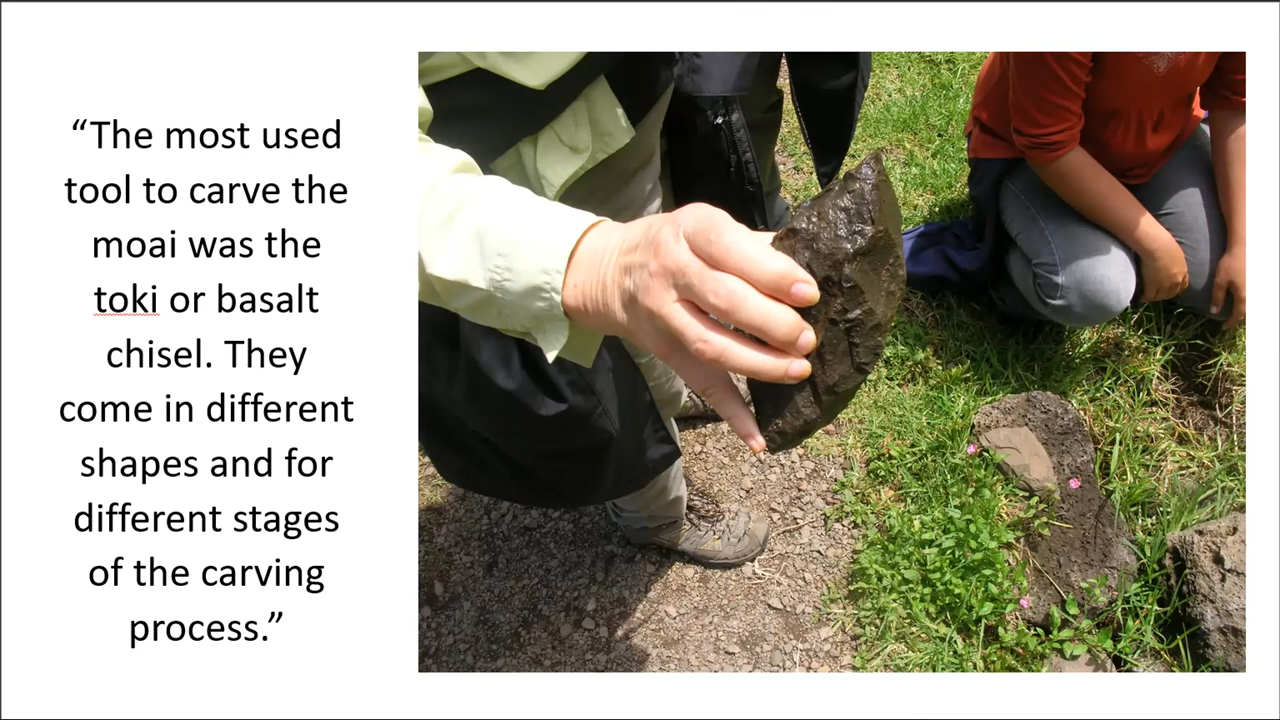 “The most used
tool to carve the
moai was the
toki or basalt
chisel. They
come in different
shapes and for
different stages
of the carving
process.”